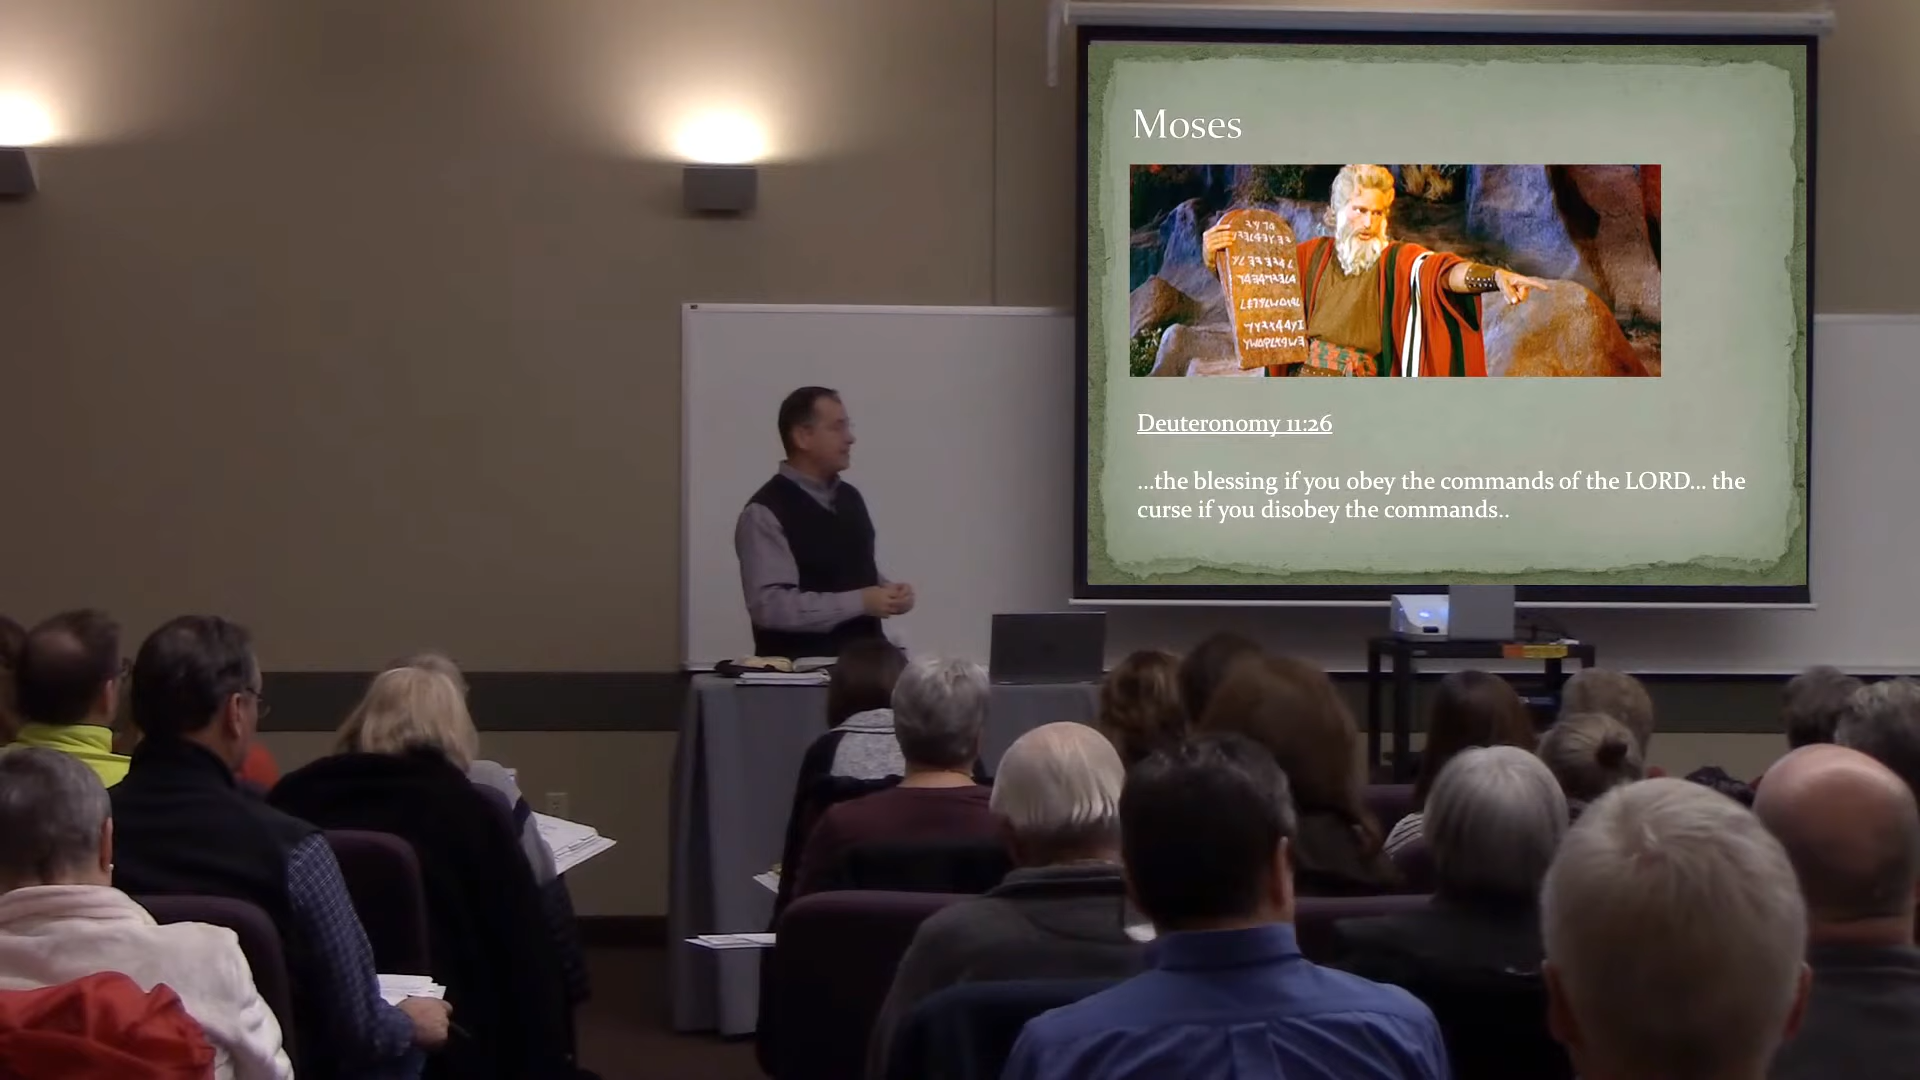 Moses
Deuteronomy 11:26
...the blessing if you obey the commands of the LORD... the
curse if you disobey the commands..